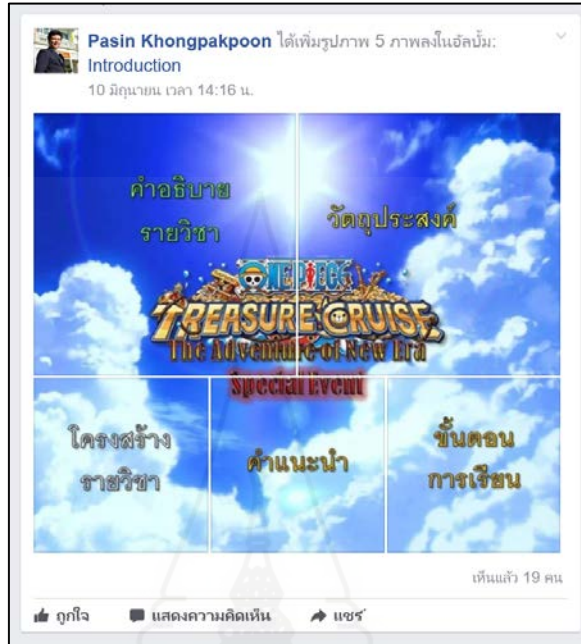 Pasin Khongpakpoon ได้เพิ่มรูปภาพ 5 ภาพลงในอัลบั้ม:
Introduction
10 มิถุนายน เวลา 14:16 น.
คำอธิบาย
รายวิชา
วัตถุประสงค์
ONE PIECE
TREASURE CRUISE
The Adventure of New Era
Special Event
โครงสร้าง
รายวิชา
คำแนะนำ
ขั้นตอน
การเรียน
เห็นแล้ว 19 คน
ถูกใจ แสดงความคิดเห็น แชร์